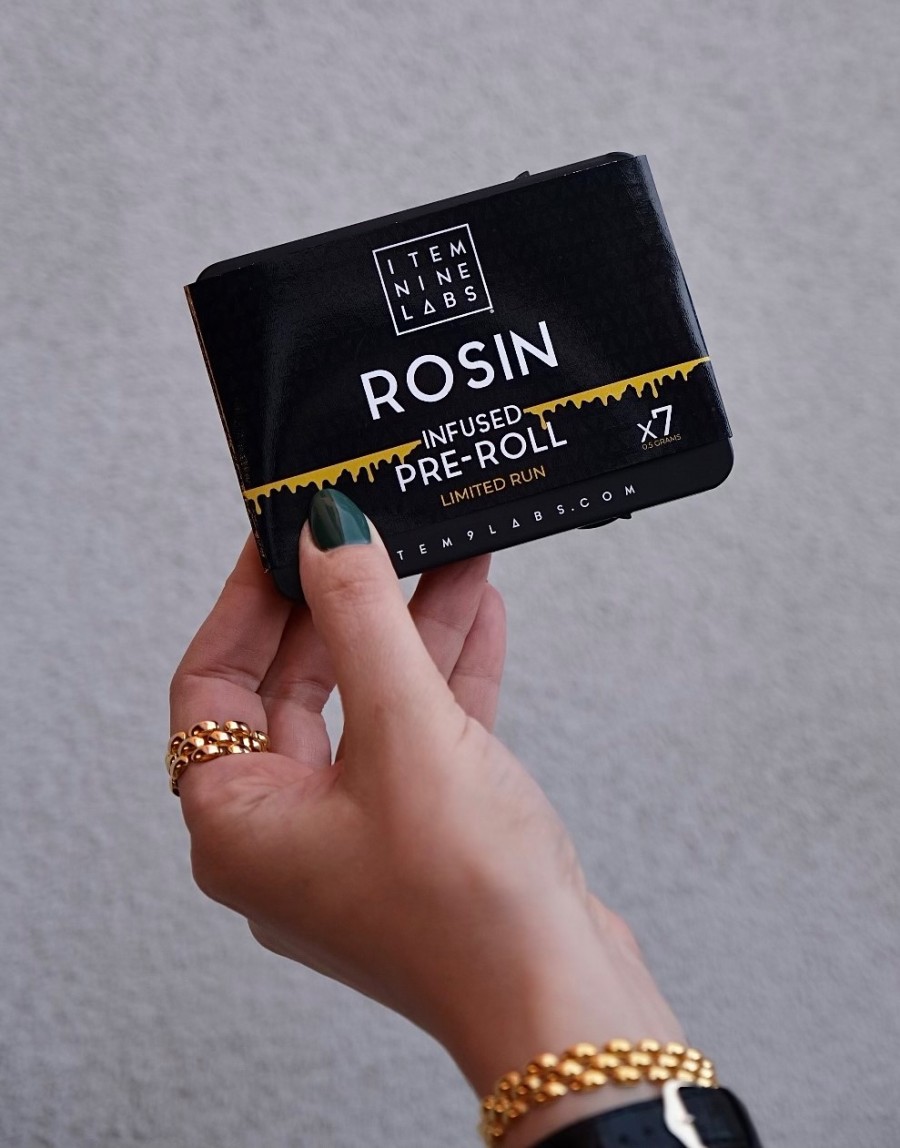 ITEM
NINE
LABS
ROSIN
INFUSED
PRE-ROLL
x7
0.5 GRAMS
LIMITED RUN
TEM9LABS.COM